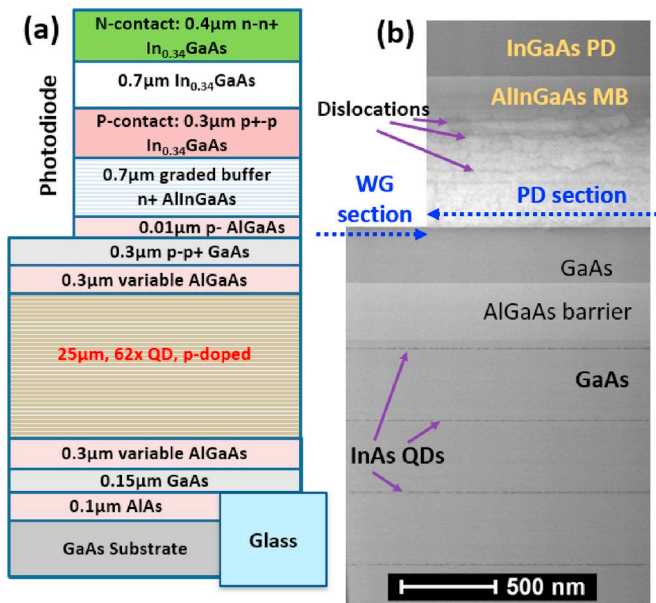 (a)
N-contact: 0.4µm n-n+
In0.34GaAs
0.7µm In0.34GaAs
P-contact: 0.3µm p+-p
In0.34GaAs
0.7µm graded buffer
n+ AlInGaAs
0.01µm p- AlGaAs
0.3µm p-p+ GaAs
0.3µm variable AlGaAs
25µm, 62x QD, p-doped
0.3µm variable AlGaAs
0.15µm GaAs
0.1µm AlAs
GaAs Substrate
Glass
Photodiode
(b)
InGaAs PD
AlInGaAs MB
Dislocations
WG
section
PD section
GaAs
AlGaAs barrier
GaAs
InAs QDs
500 nm